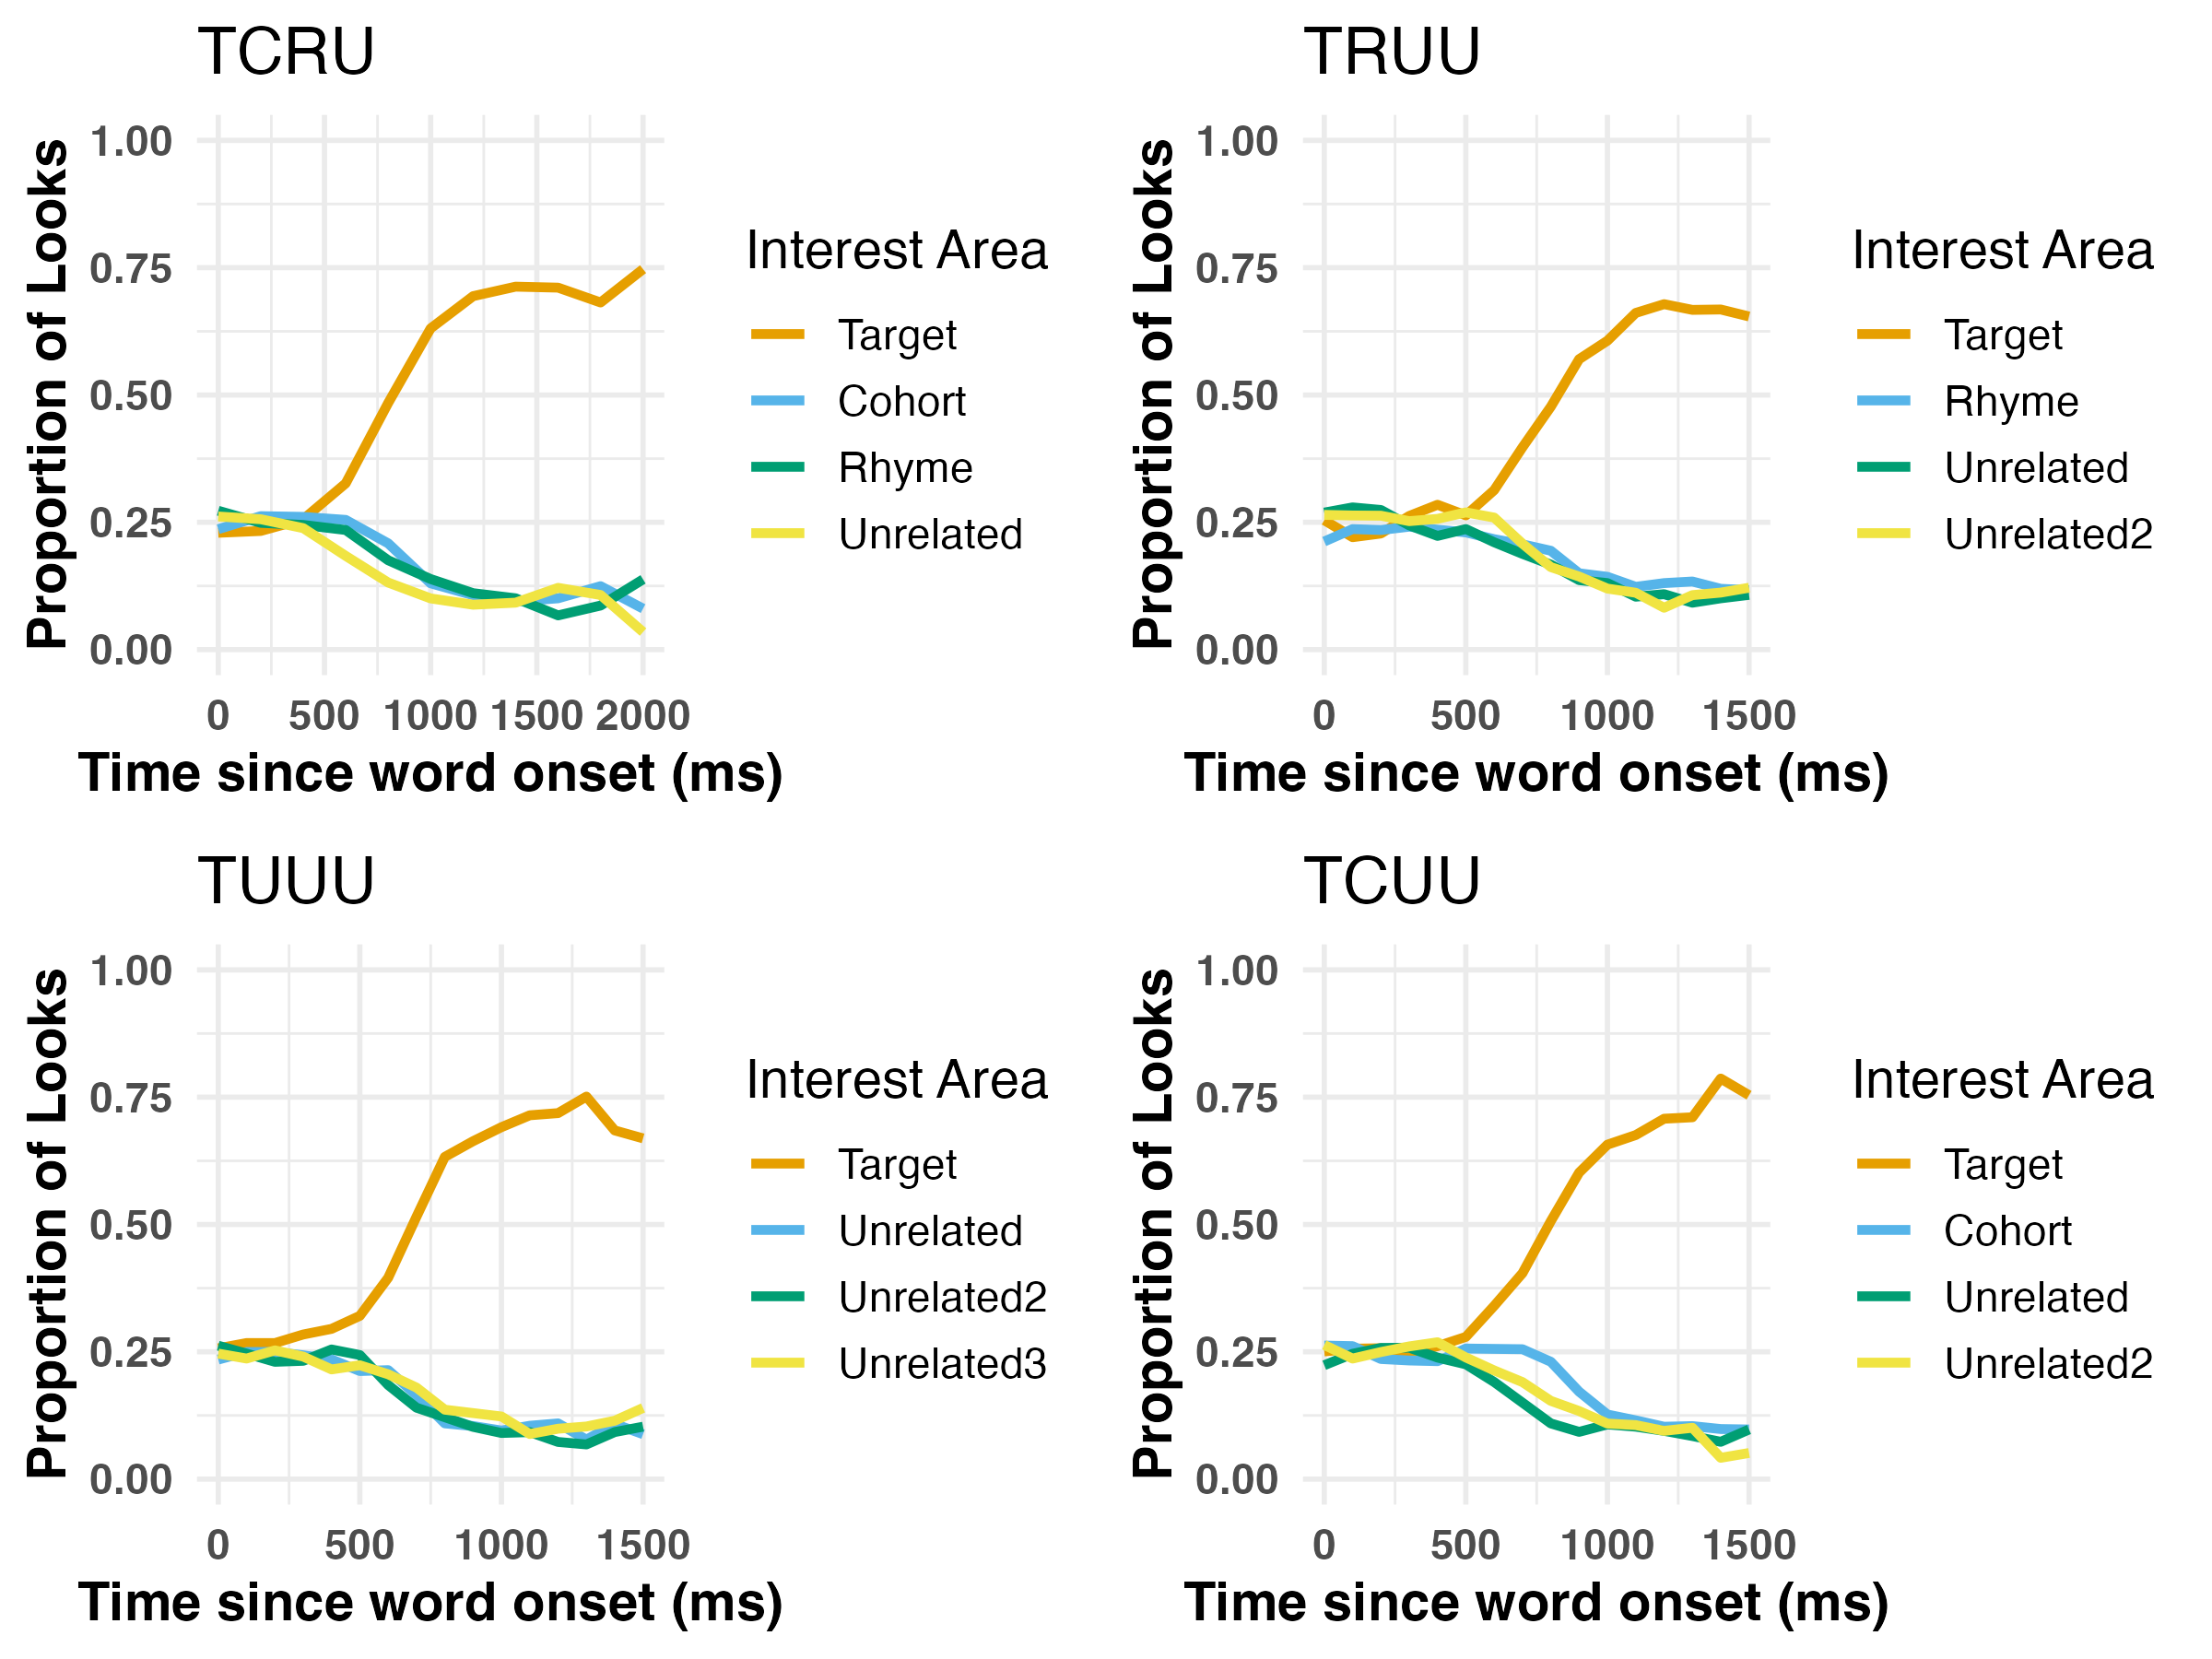 TCRU
Proportion of Looks
1.00
0.75
0.50
0.25
0.00
0 500 1000 1500 2000
Time since word onset (ms)
Interest Area
Target
Cohort
Rhyme
Unrelated
TRUU
Proportion of Looks
1.00
0.75
0.50
0.25
0.00
0 500 1000 1500
Time since word onset (ms)
Interest Area
Target
Rhyme
Unrelated
Unrelated2
TUUU
Proportion of Looks
1.00
0.75
0.50
0.25
0.00
0 500 1000 1500
Time since word onset (ms)
Interest Area
Target
Unrelated
Unrelated2
Unrelated3
TCUU
Proportion of Looks
1.00
0.75
0.50
0.25
0.00
0 500 1000 1500
Time since word onset (ms)
Interest Area
Target
Cohort
Unrelated
Unrelated2